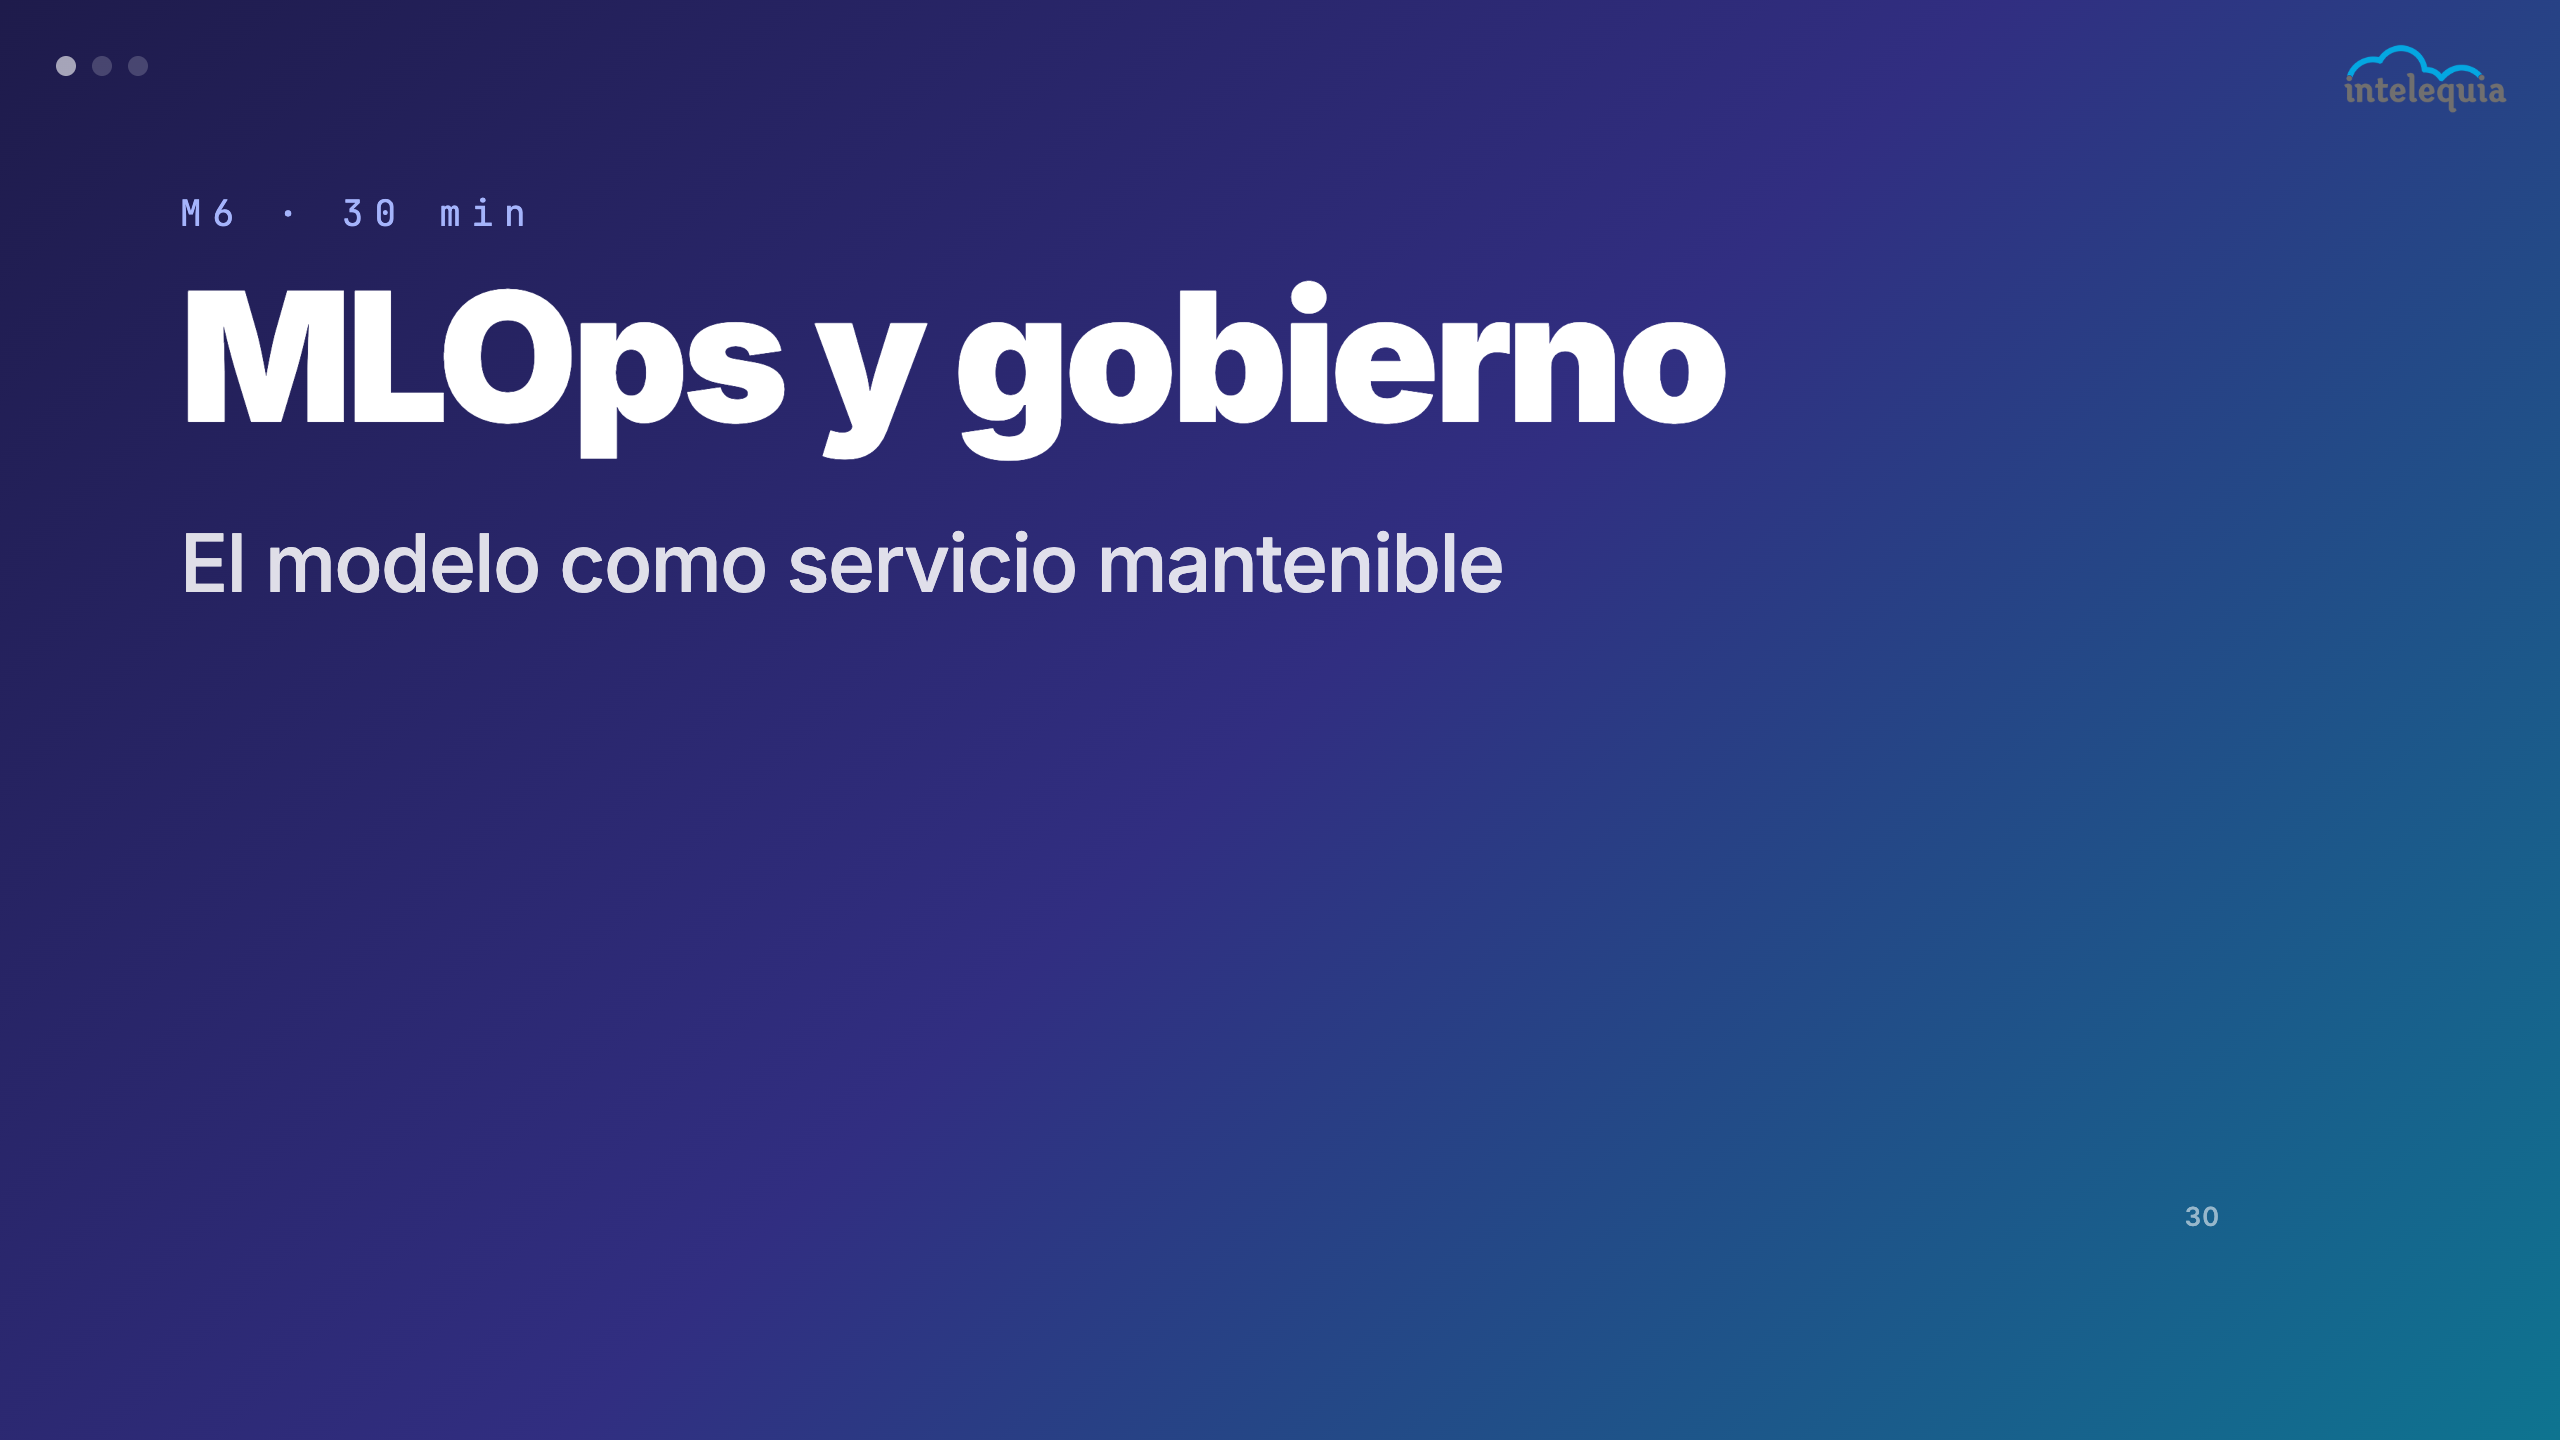 intelequia
M6 · 30 min
MLOps y gobierno
El modelo como servicio mantenible
30